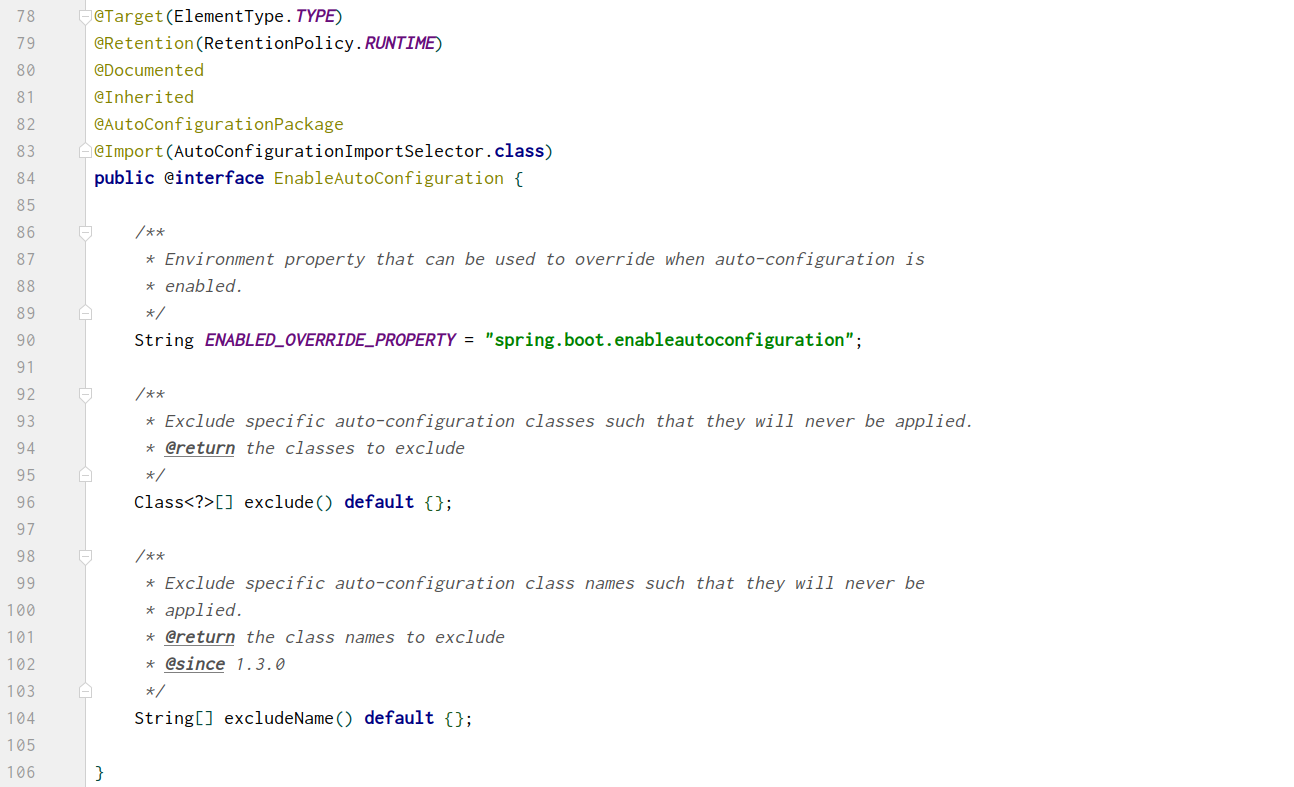 78 @Target(ElementType.TYPE)
79 @Retention(RetentionPolicy.RUNTIME)
80 @Documented
81 @Inherited
82 @AutoConfigurationPackage
83 @Import(AutoConfigurationImportSelector.class)
84 public @interface EnableAutoConfiguration {
85
86     /**
87      * Environment property that can be used to override when auto-configuration is
88      * enabled.
89      */
90     String ENABLED_OVERRIDE_PROPERTY = "spring.boot.enableautoconfiguration";
91
92     /**
93      * Exclude specific auto-configuration classes such that they will never be applied.
94      * @return the classes to exclude
95      */
96     Class<?>[] exclude() default {};
97
98     /**
99      * Exclude specific auto-configuration class names such that they will never be
100      * applied.
101      * @return the class names to exclude
102      * @since 1.3.0
103      */
104     String[] excludeName() default {};
105
106 }